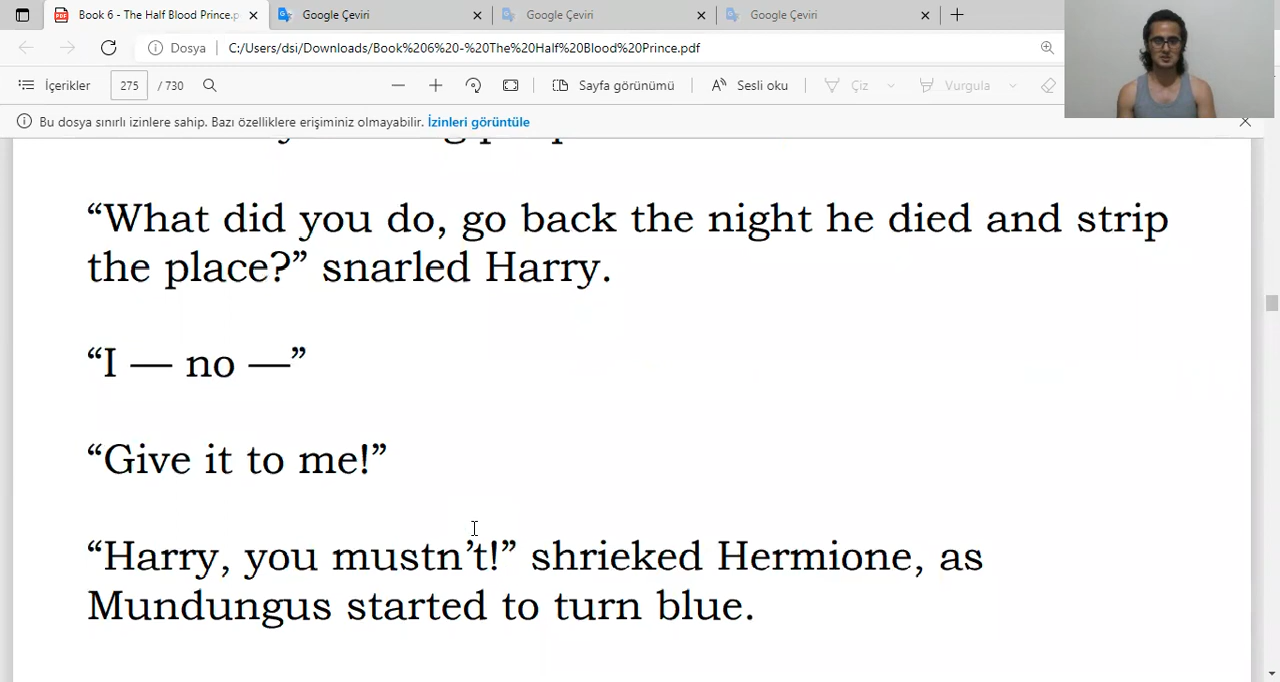 Book 6 - The Half Blood Prince.p
Google Çeviri
Google Çeviri
Google Çeviri
Dosya
C:/Users/dsi/Downloads/Book%206%20-%20The%20Half%20Blood%20Prince.pdf
İçerikler
275
/ 730
Sayfa görünümü
A
Sesli oku
Çiz
Vurgula
Bu dosya sınırlı izinlere sahip. Bazı özelliklere erişiminiz olmayabilir. İzinleri görüntüle
“What did you do, go back the night he died and strip
the place?” snarled Harry.
“I — no —”
“Give it to me!”
“Harry, you mustn’t!” shrieked Hermione, as
Mundungus started to turn blue.